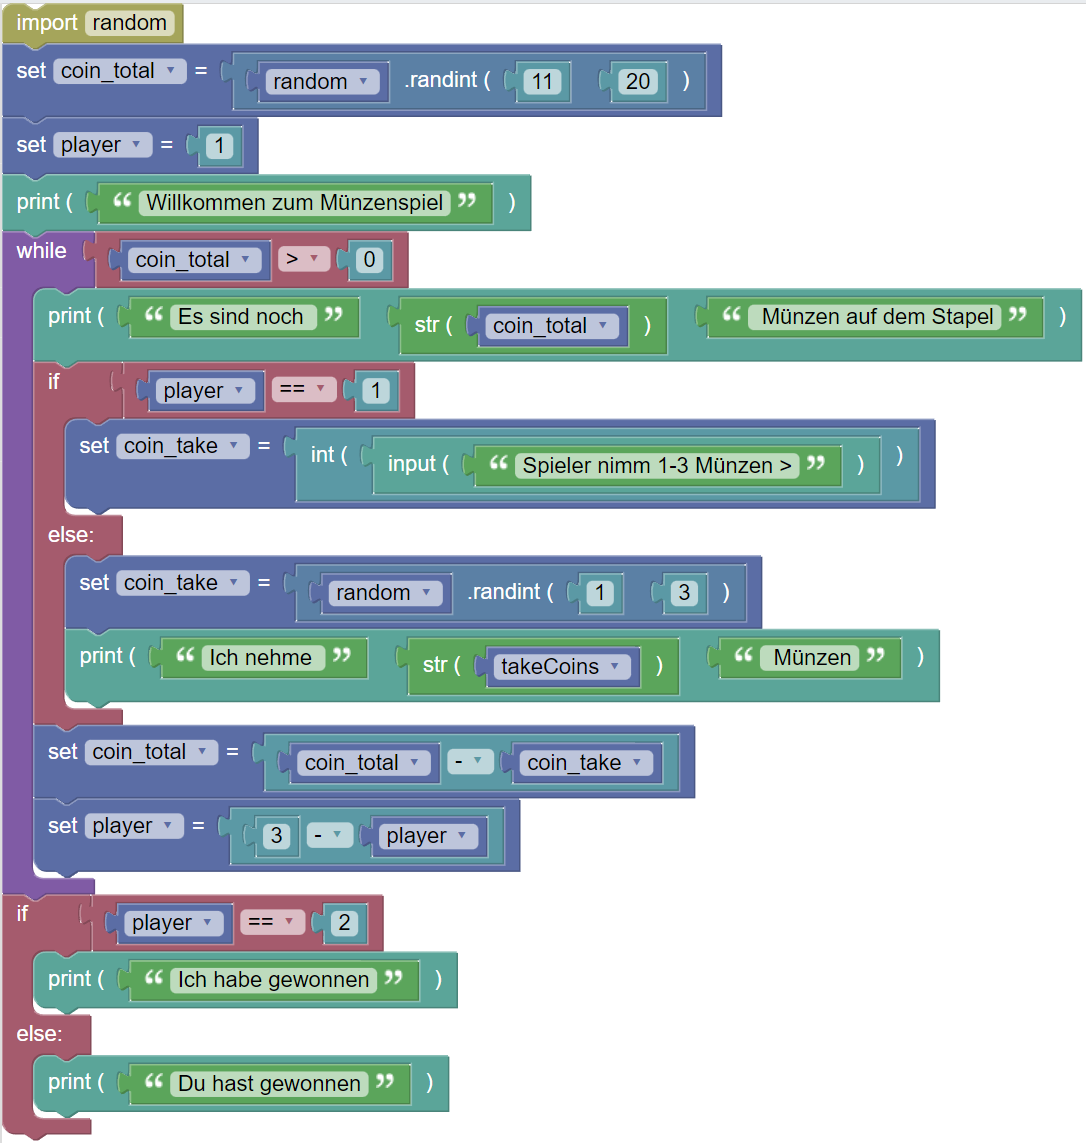 import random
set coin_total = random .randint ( 11 20 )
set player = 1
print ( “ Willkommen zum Münzenspiel ” )
while coin_total > 0
print ( “ Es sind noch ” str ( coin_total ) “ Münzen auf dem Stapel ” )
if player == 1
set coin_take = int ( input ( “ Spieler nimm 1-3 Münzen > ” ) )
else:
set coin_take = random .randint ( 1 3 )
print ( “ Ich nehme ” str ( takeCoins ) “ Münzen ” )
set coin_total = coin_total - coin_take
set player = 3 - player
if player == 2
print ( “ Ich habe gewonnen ” )
else:
print ( “ Du hast gewonnen ” )